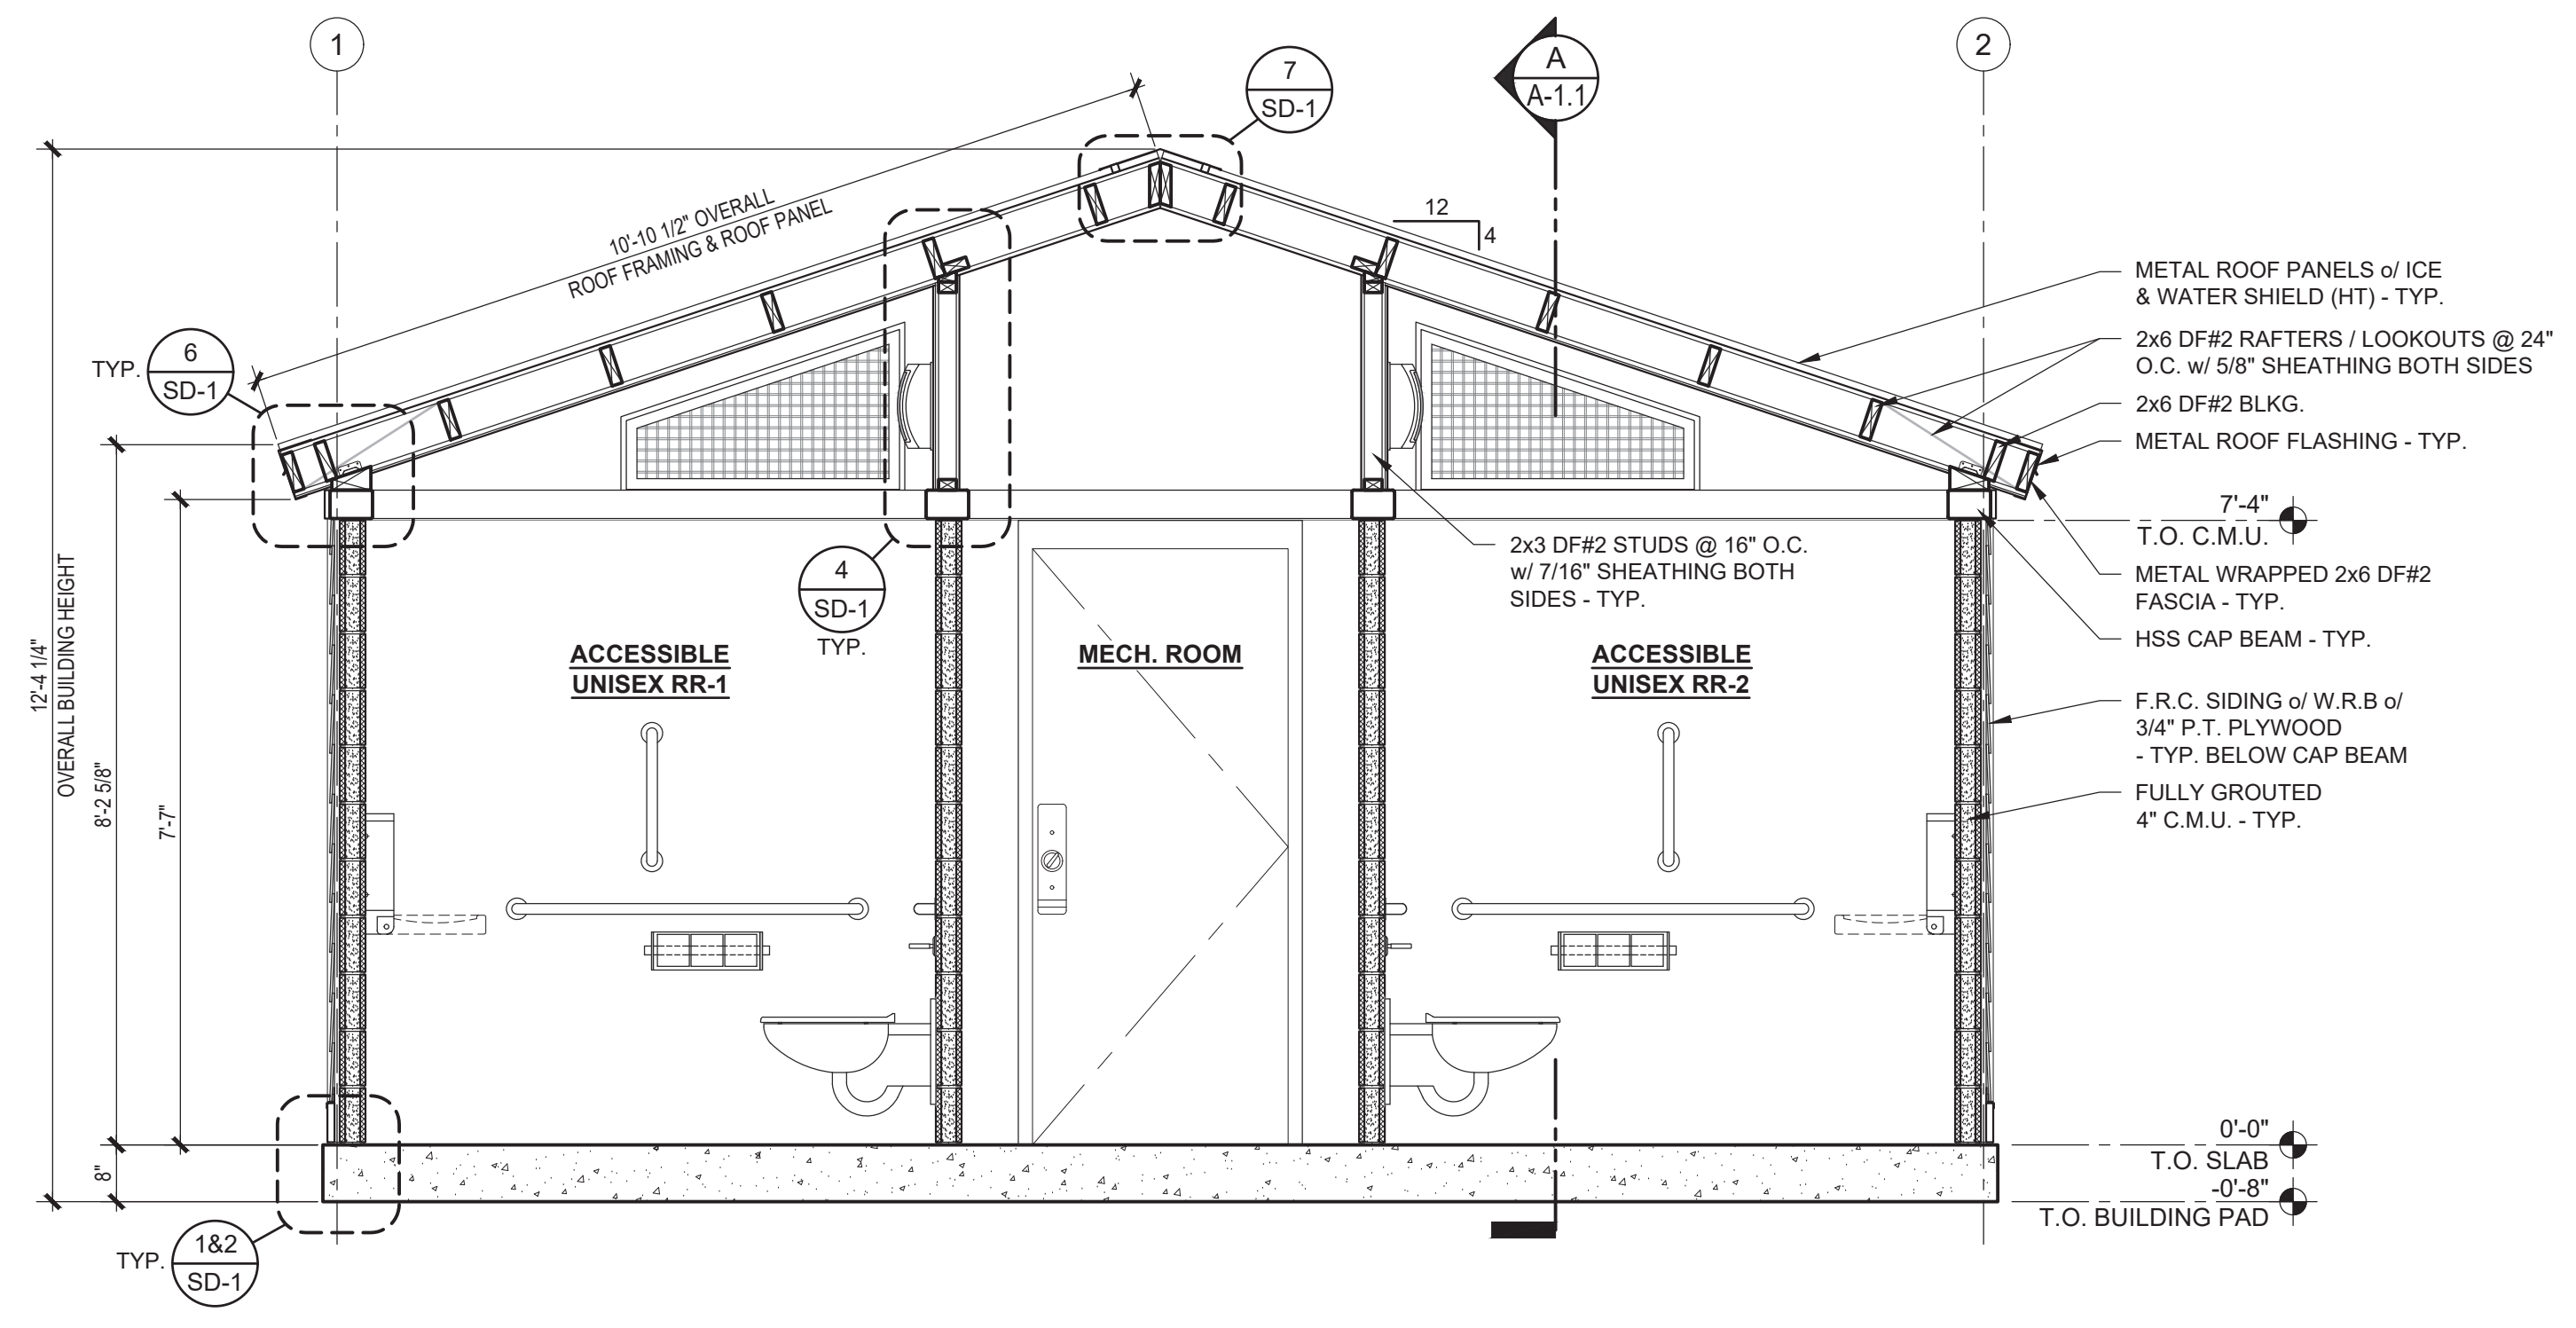 1
7
SD-1
A
A-1.1
2
10'-10 1/2" OVERALL
ROOF FRAMING & ROOF PANEL
12
4
TYP.
6
SD-1
METAL ROOF PANELS o/ ICE
& WATER SHIELD (HT) - TYP.
2x6 DF#2 RAFTERS / LOOKOUTS @ 24"
O.C. w/ 5/8" SHEATHING BOTH SIDES
2x6 DF#2 BLKG.
METAL ROOF FLASHING - TYP.
7'-4"
T.O. C.M.U.
METAL WRAPPED 2x6 DF#2
FASCIA - TYP.
HSS CAP BEAM - TYP.
F.R.C. SIDING o/ W.R.B o/
3/4" P.T. PLYWOOD
- TYP. BELOW CAP BEAM
FULLY GROUTED
4" C.M.U. - TYP.
2x3 DF#2 STUDS @ 16" O.C.
w/ 7/16" SHEATHING BOTH
SIDES - TYP.
4
SD-1
TYP.
ACCESSIBLE
UNISEX RR-1
MECH. ROOM
ACCESSIBLE
UNISEX RR-2
12'-4 1/4"
OVERALL BUILDING HEIGHT
8'-2 5/8"
7'-7"
8"
0'-0"
T.O. SLAB
-0'-8"
T.O. BUILDING PAD
TYP.
1&2
SD-1